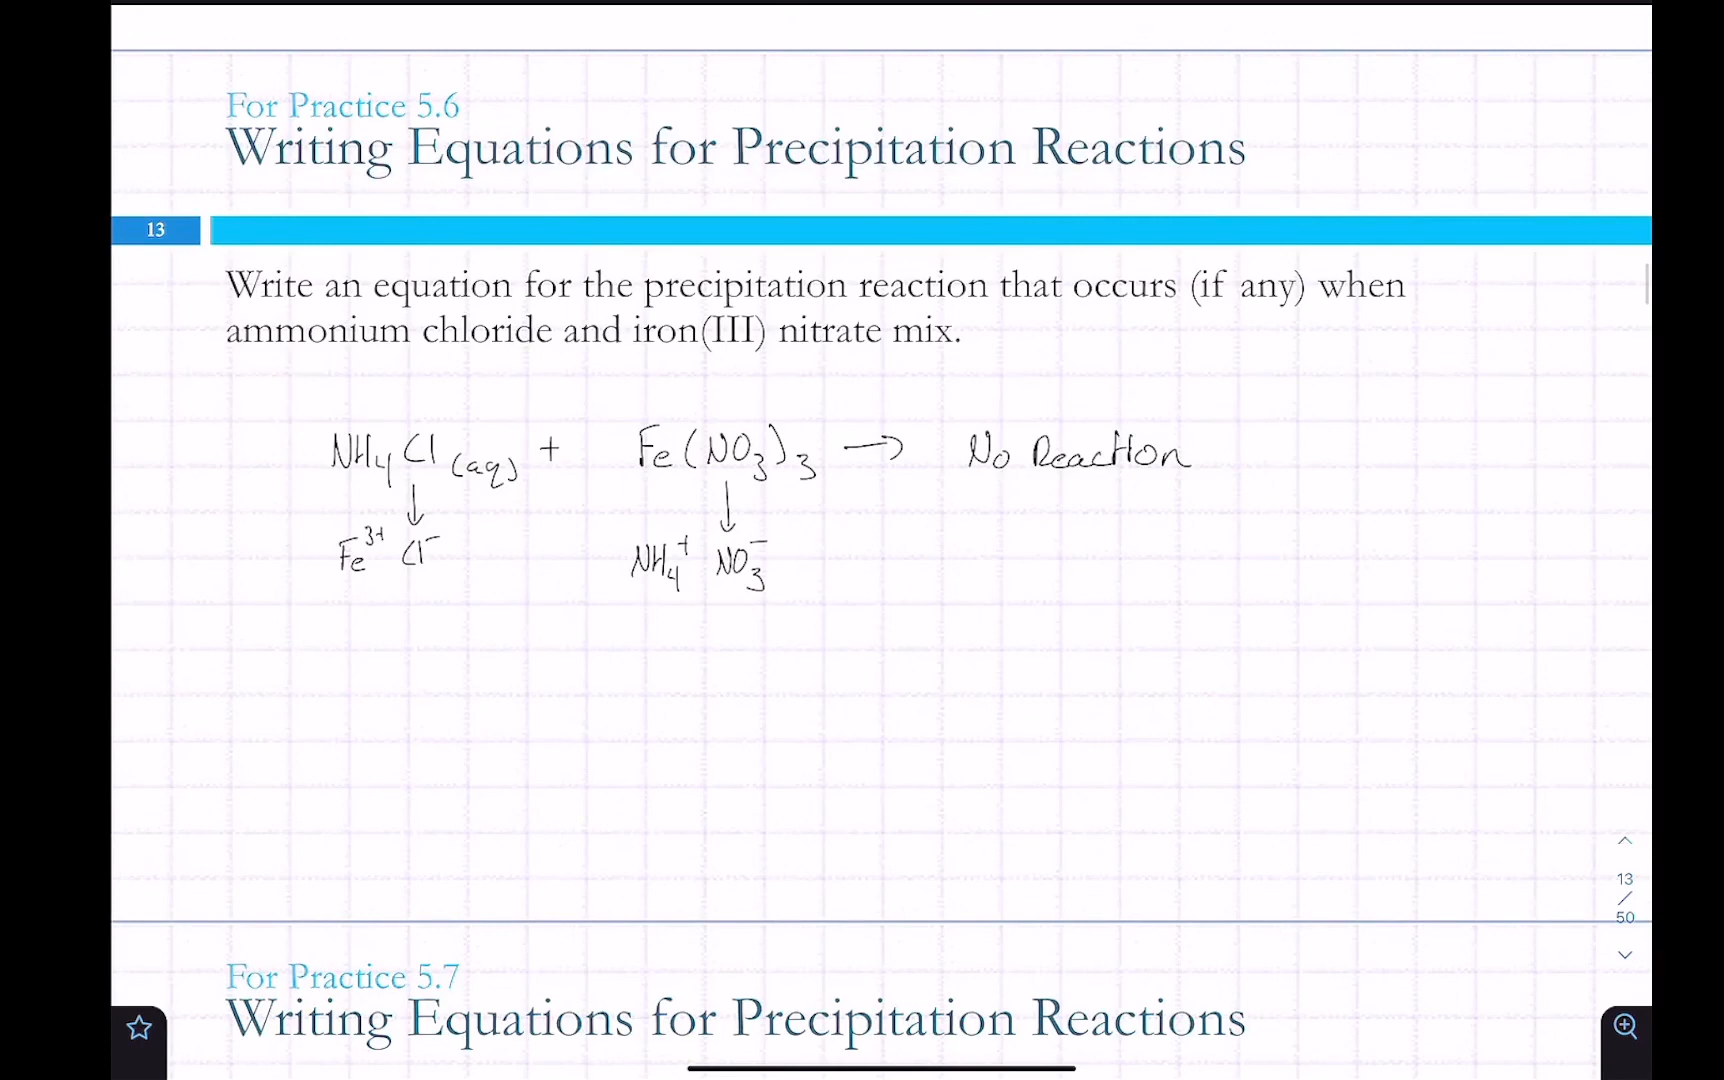 For Practice 5.6
Writing Equations for Precipitation Reactions
13
Write an equation for the precipitation reaction that occurs (if any) when
ammonium chloride and iron(III) nitrate mix.
NH₄Cl (aq) + Fe(NO₃)₃ → No Reaction
↓ ↓
Fe³⁺ Cl⁻ NH₄⁺ NO₃⁻
13
/
50
For Practice 5.7
Writing Equations for Precipitation Reactions